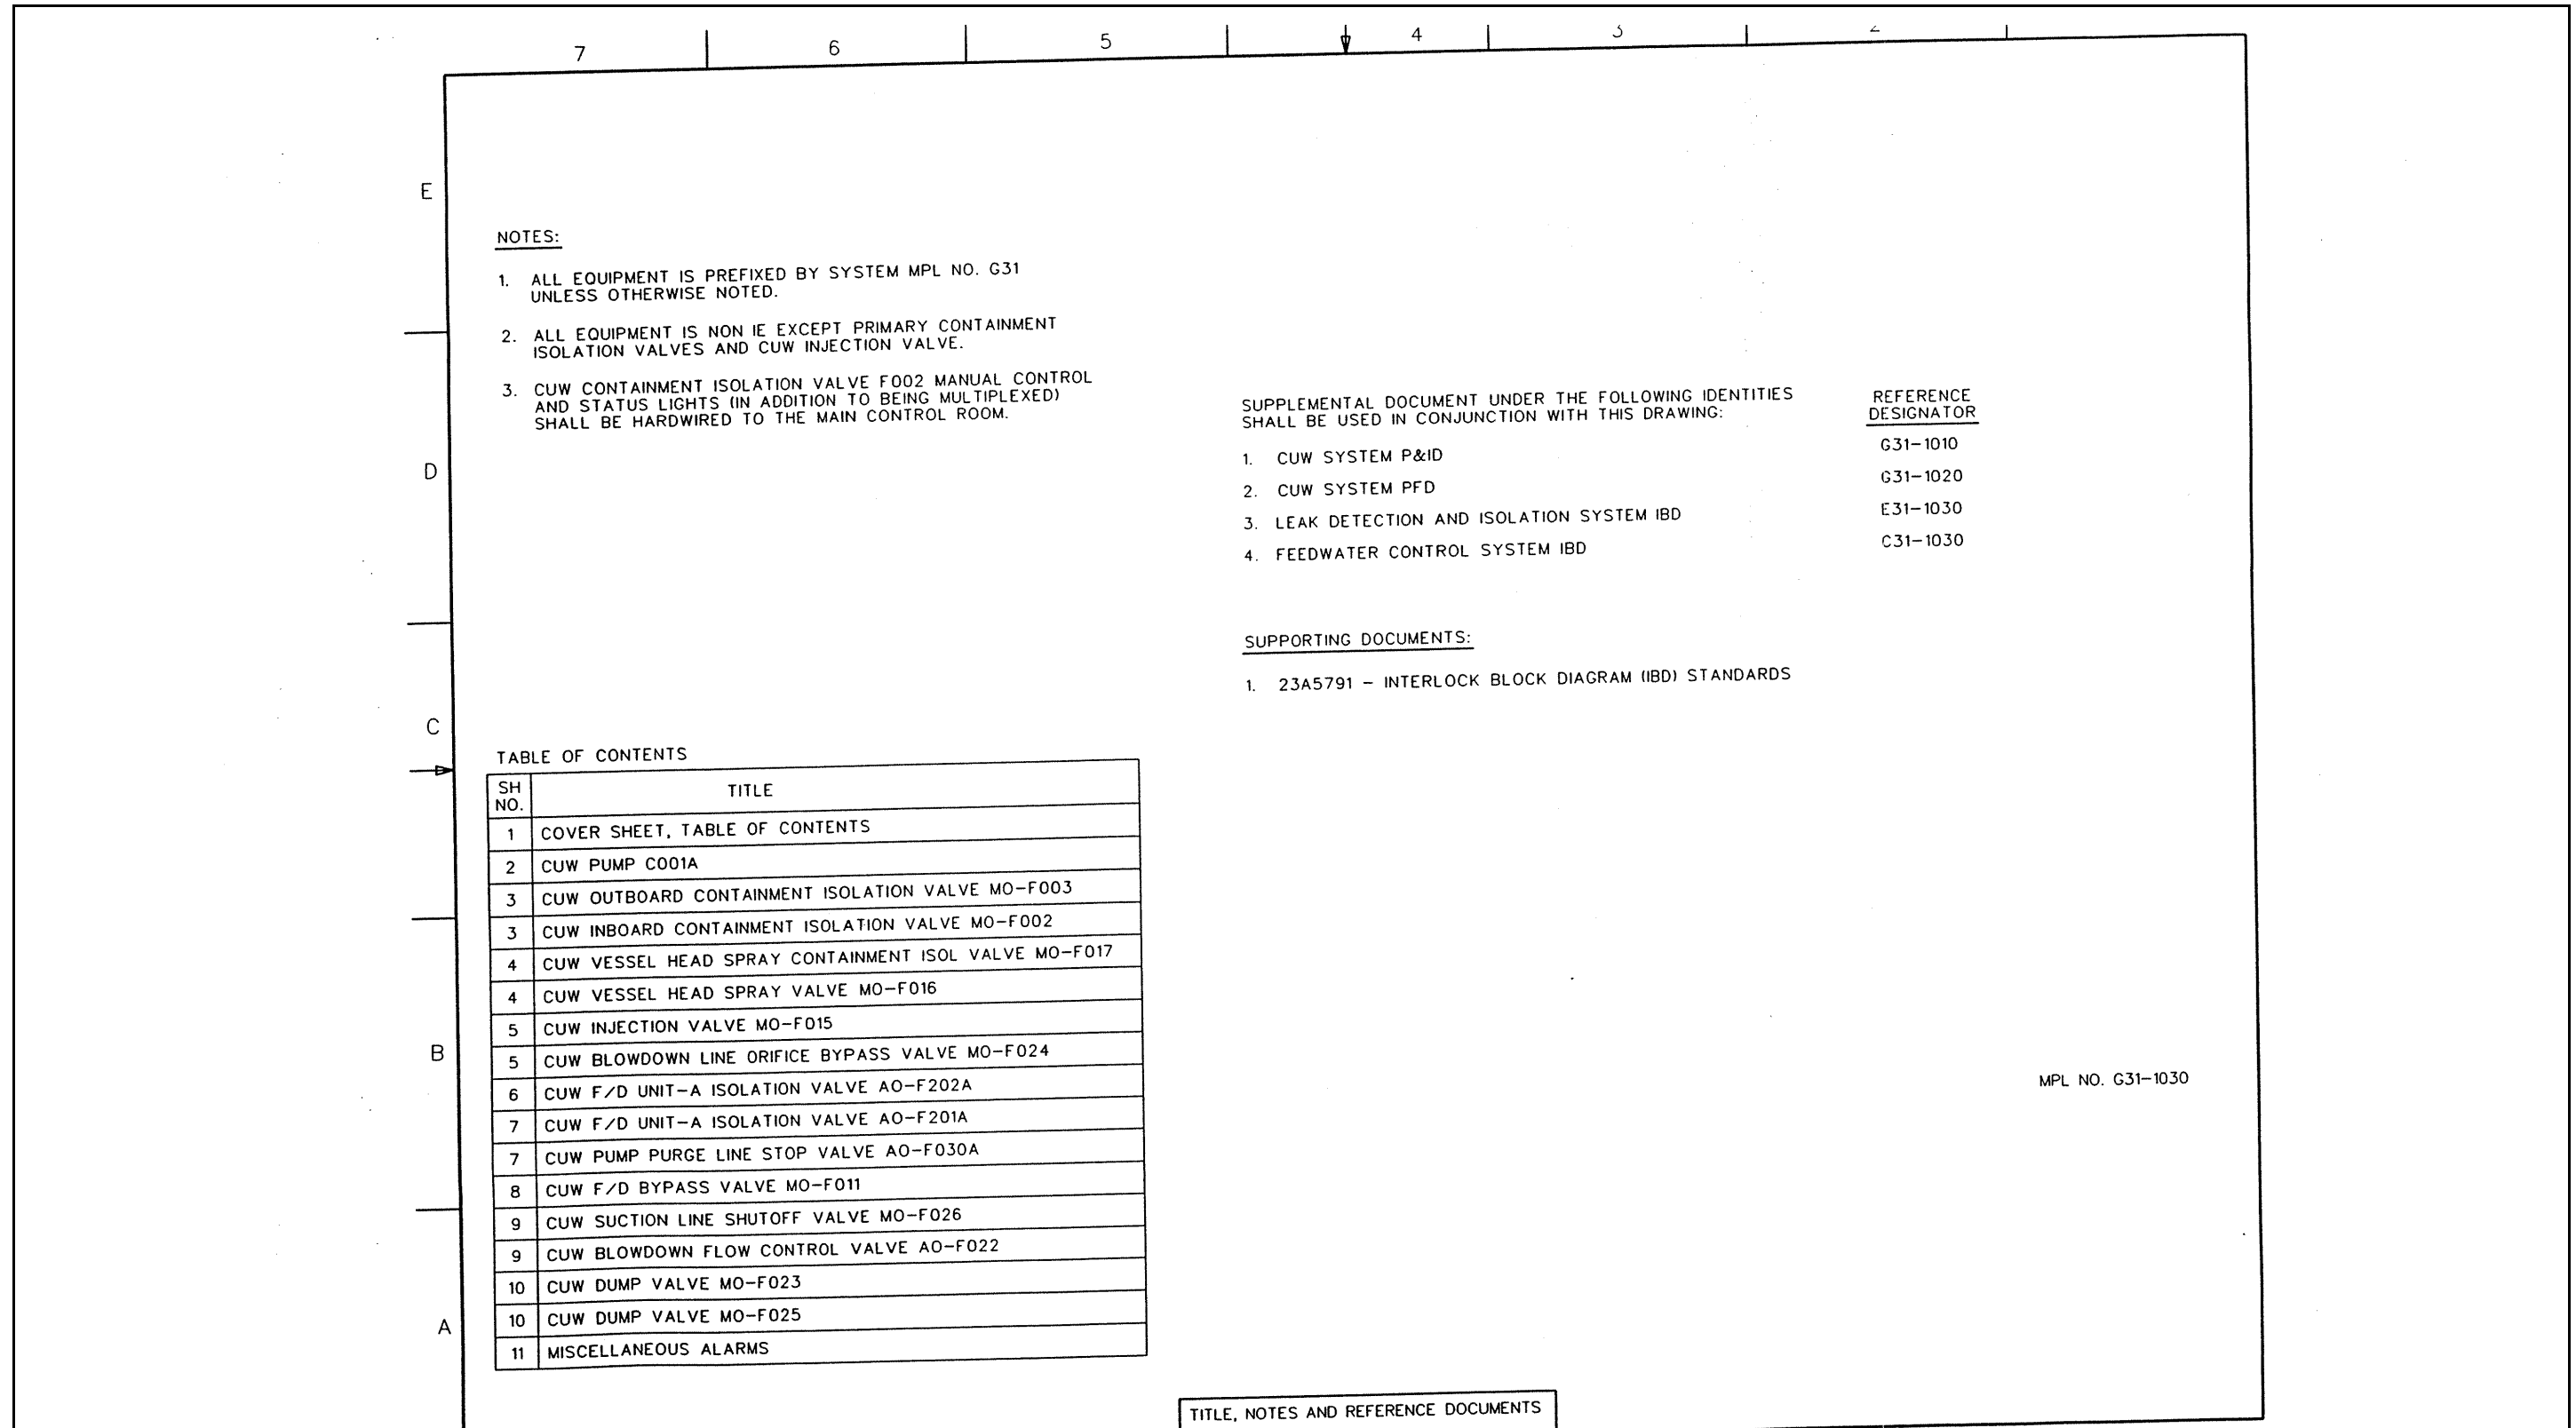 7 6 5 4 3 2
E
D
C
B
A
NOTES:
1. ALL EQUIPMENT IS PREFIXED BY SYSTEM MPL NO. G31
UNLESS OTHERWISE NOTED.
2. ALL EQUIPMENT IS NON IE EXCEPT PRIMARY CONTAINMENT
ISOLATION VALVES AND CUW INJECTION VALVE.
3. CUW CONTAINMENT ISOLATION VALVE F002 MANUAL CONTROL
AND STATUS LIGHTS (IN ADDITION TO BEING MULTIPLEXED)
SHALL BE HARDWIRED TO THE MAIN CONTROL ROOM.
SUPPLEMENTAL DOCUMENT UNDER THE FOLLOWING IDENTITIES
SHALL BE USED IN CONJUNCTION WITH THIS DRAWING:
REFERENCE
DESIGNATOR
1. CUW SYSTEM P&ID G31-1010
2. CUW SYSTEM PFD G31-1020
3. LEAK DETECTION AND ISOLATION SYSTEM IBD E31-1030
4. FEEDWATER CONTROL SYSTEM IBD C31-1030
SUPPORTING DOCUMENTS:
1. 23A5791 - INTERLOCK BLOCK DIAGRAM (IBD) STANDARDS
TABLE OF CONTENTS
SH
NO. TITLE
1 COVER SHEET, TABLE OF CONTENTS
2 CUW PUMP C001A
3 CUW OUTBOARD CONTAINMENT ISOLATION VALVE MO-F003
3 CUW INBOARD CONTAINMENT ISOLATION VALVE MO-F002
4 CUW VESSEL HEAD SPRAY CONTAINMENT ISOL VALVE MO-F017
4 CUW VESSEL HEAD SPRAY VALVE MO-F016
5 CUW INJECTION VALVE MO-F015
5 CUW BLOWDOWN LINE ORIFICE BYPASS VALVE MO-F024
6 CUW F/D UNIT-A ISOLATION VALVE AO-F202A
7 CUW F/D UNIT-A ISOLATION VALVE AO-F201A
7 CUW PUMP PURGE LINE STOP VALVE AO-F030A
8 CUW F/D BYPASS VALVE MO-F011
9 CUW SUCTION LINE SHUTOFF VALVE MO-F026
9 CUW BLOWDOWN FLOW CONTROL VALVE AO-F022
10 CUW DUMP VALVE MO-F023
10 CUW DUMP VALVE MO-F025
11 MISCELLANEOUS ALARMS
MPL NO. G31-1030
TITLE, NOTES AND REFERENCE DOCUMENTS